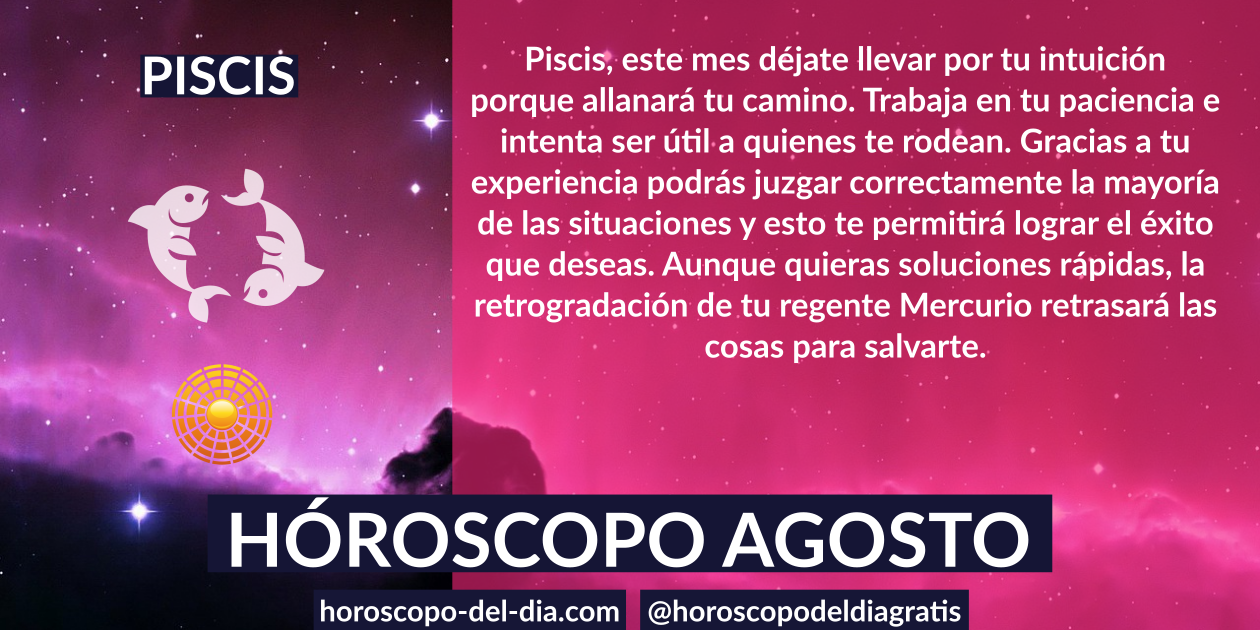 PISCIS
Piscis, este mes déjate llevar por tu intuición
porque allanará tu camino. Trabaja en tu paciencia e
intenta ser útil a quienes te rodean. Gracias a tu
experiencia podrás juzgar correctamente la mayoría
de las situaciones y esto te permitirá lograr el éxito
que deseas. Aunque quieras soluciones rápidas, la
retrogradación de tu regente Mercurio retrasará las
cosas para salvarte.
HÓROSCOPO AGOSTO
horoscopo-del-dia.com
@horoscopodeldiagratis